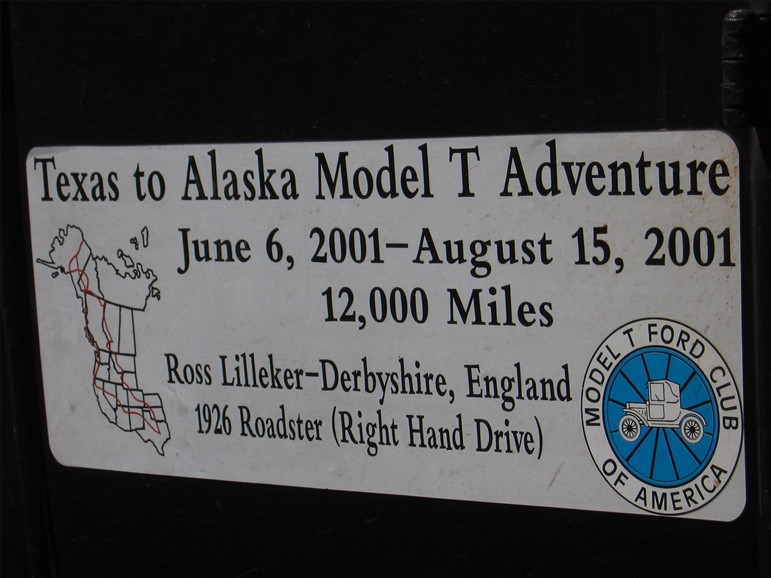 Texas to Alaska Model T Adventure
June 6, 2001–August 15, 2001
12,000 Miles
Ross Lilleker–Derbyshire, England
1926 Roadster (Right Hand Drive)
MODEL T FORD CLUB
OF AMERICA